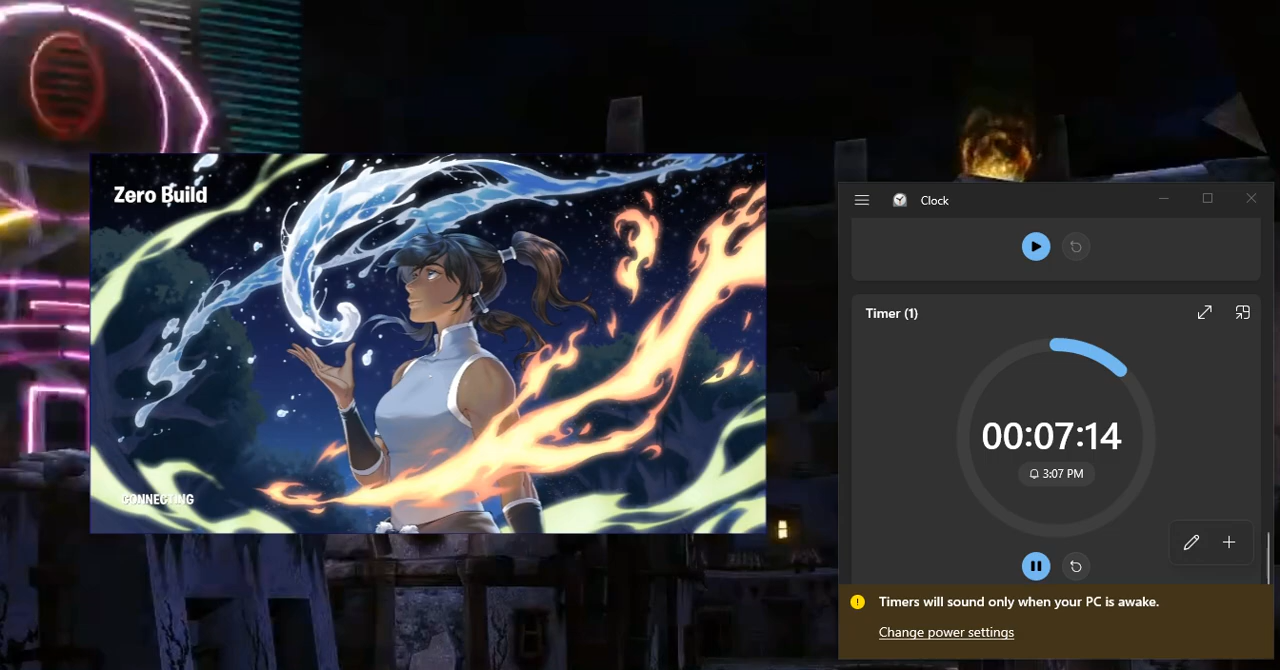 Zero Build
CONNECTING
Clock
Timer (1)
00:07:14
3:07 PM
Timers will sound only when your PC is awake.
Change power settings